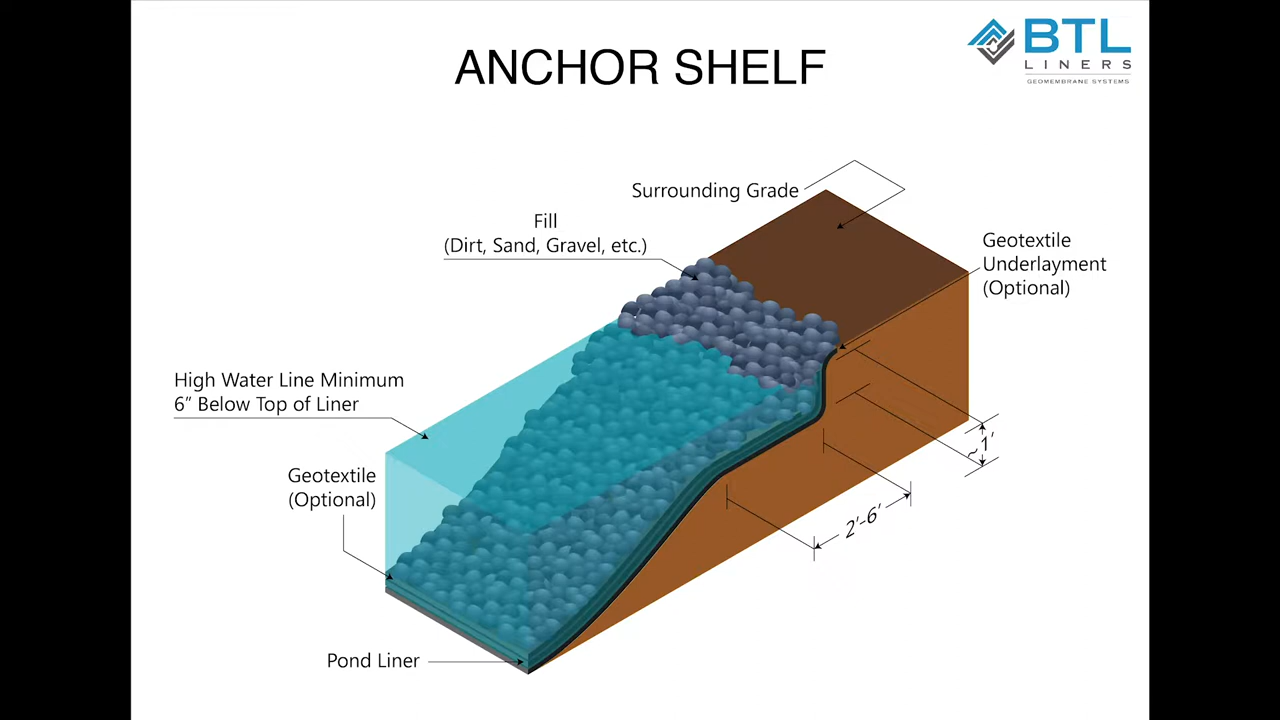 ANCHOR SHELF
BTL
LINERS
GEOMEMBRANE SYSTEMS
Surrounding Grade
Fill
(Dirt, Sand, Gravel, etc.)
Geotextile
Underlayment
(Optional)
High Water Line Minimum
6” Below Top of Liner
Geotextile
(Optional)
~1'
2'-6'
Pond Liner